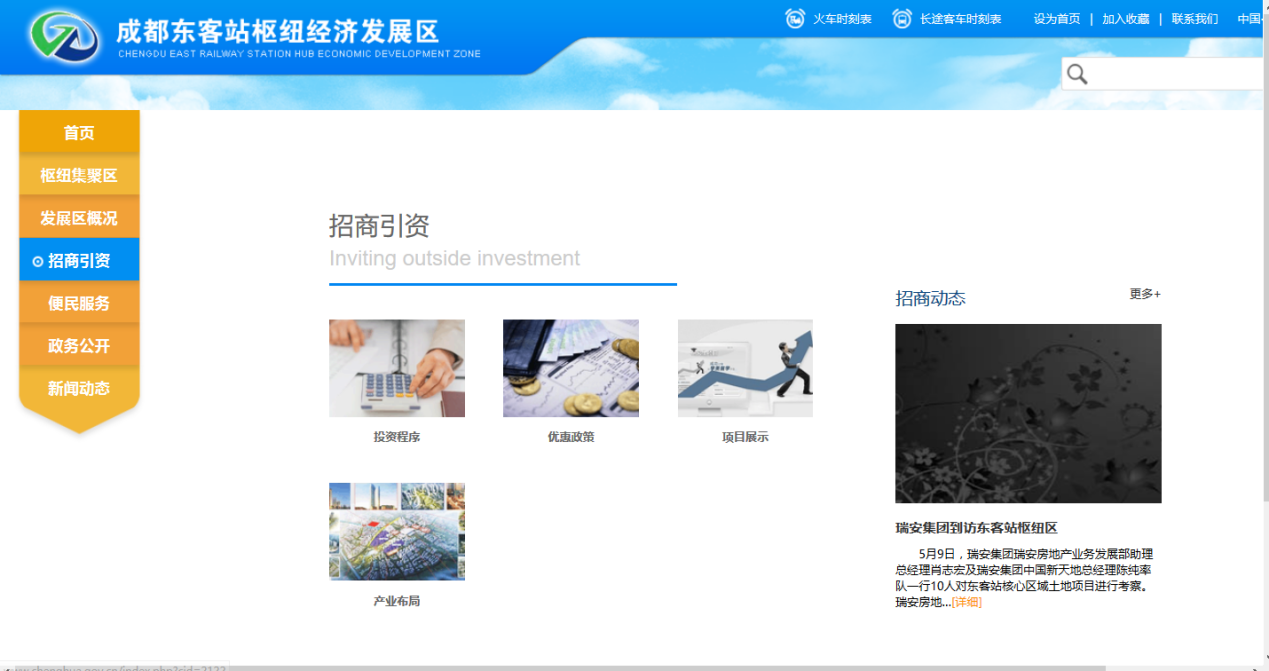 成都东客站枢纽经济发展区
CHENGDU EAST RAILWAY STATION HUB ECONOMIC DEVELOPMENT ZONE
火车时刻表 长途客车时刻表 设为首页 | 加入收藏 | 联系我们 中国
首页
枢纽集聚区
发展区概况
招商引资
便民服务
政务公开
新闻动态
招商引资
Inviting outside investment
投资程序
优惠政策
项目展示
产业布局
招商动态 更多+
瑞安集团到访东客站枢纽区
5月9日，瑞安集团瑞安房地产业务发展部助理
总经理肖志宏及瑞安集团中国新天地总经理陈纯率
队一行10人对东客站核心区域土地项目进行考察。
瑞安房地...[详细]